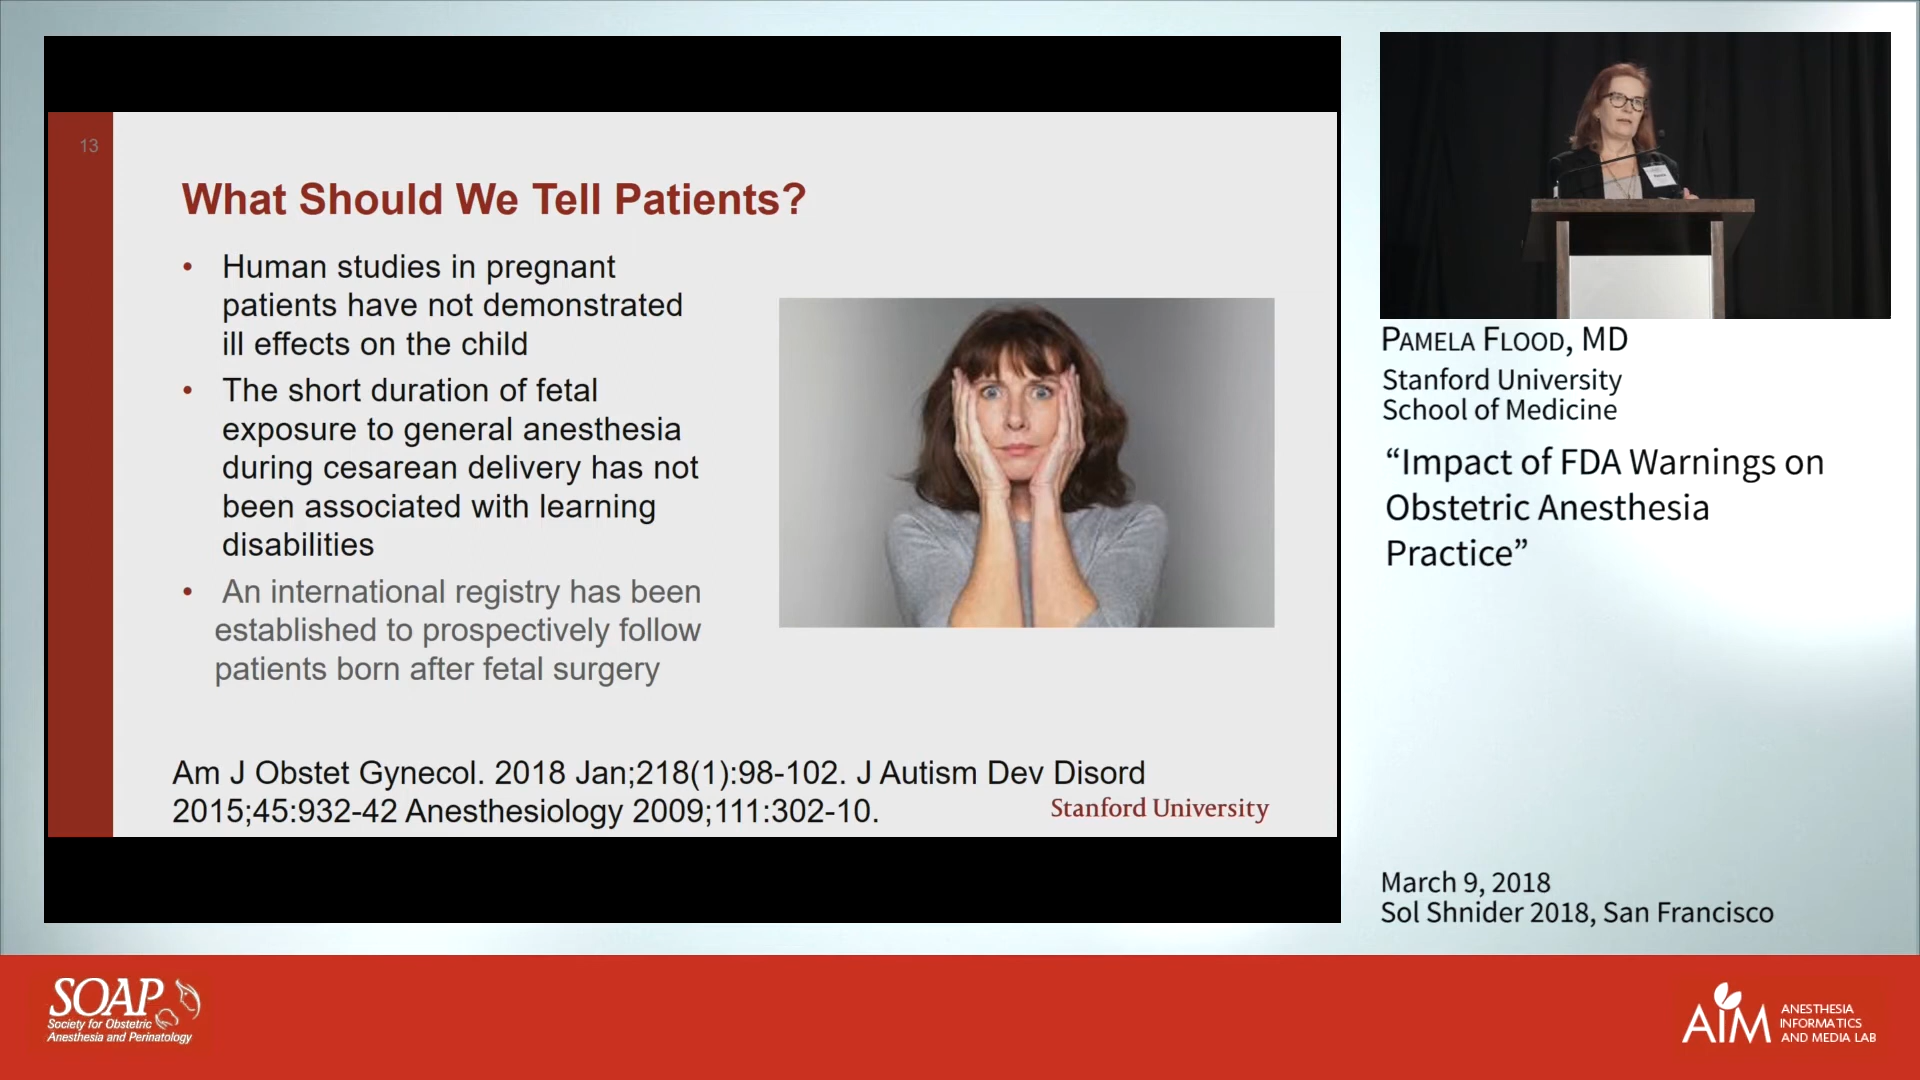 13
What Should We Tell Patients?
• Human studies in pregnant
patients have not demonstrated
ill effects on the child
• The short duration of fetal
exposure to general anesthesia
during cesarean delivery has not
been associated with learning
disabilities
• An international registry has been
established to prospectively follow
patients born after fetal surgery
Am J Obstet Gynecol. 2018 Jan;218(1):98-102. J Autism Dev Disord
2015;45:932-42 Anesthesiology 2009;111:302-10.
Stanford University
PAMELA FLOOD, MD
Stanford University
School of Medicine
“Impact of FDA Warnings on
Obstetric Anesthesia
Practice”
March 9, 2018
Sol Shnider 2018, San Francisco
SOAP
Society for Obstetric
Anesthesia and Perinatology
AIM
ANESTHESIA
INFORMATICS
AND MEDIA LAB